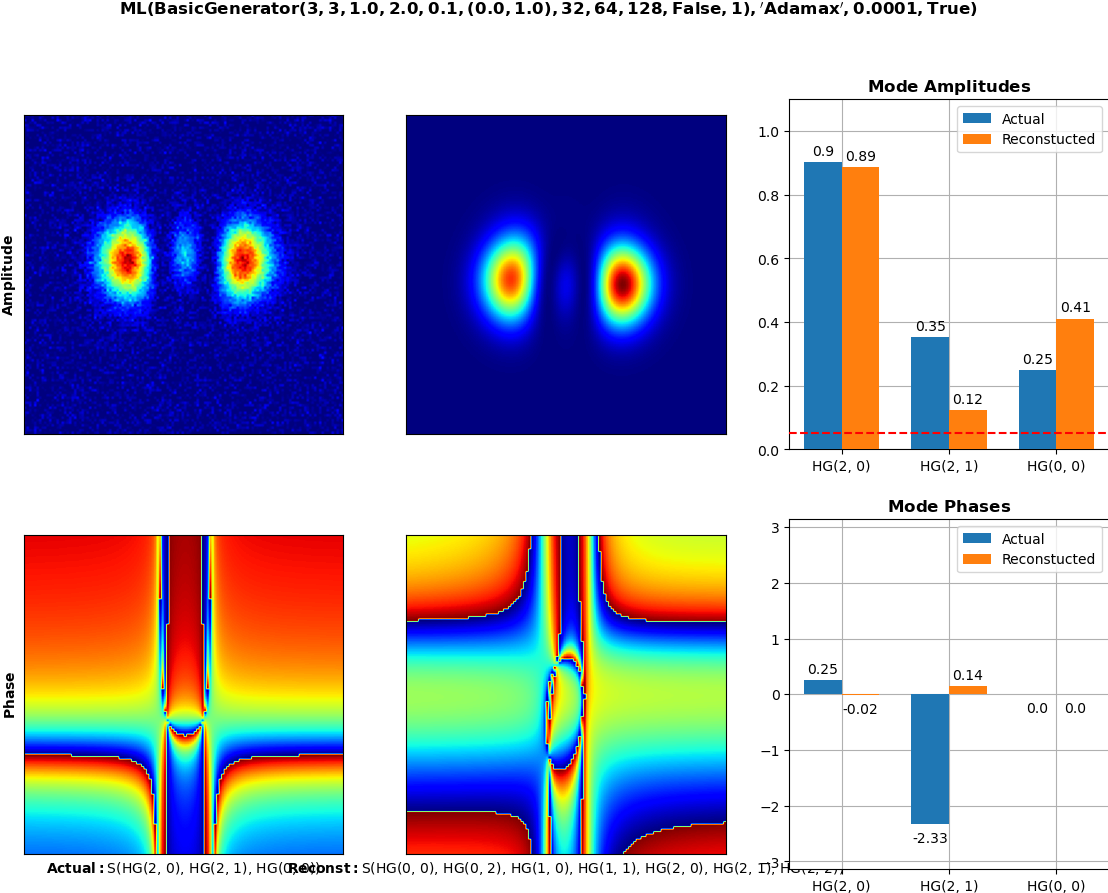 ML(BasicGenerator(3, 3, 1.0, 2.0, 0.1, (0.0, 1.0), 32, 64, 128, False, 1), ′Adamax′, 0.0001, True)
Mode Amplitudes
Amplitude
Actual
Reconstucted
1.0
0.8
0.6
0.4
0.2
0.0
0.9
0.89
0.35
0.12
0.25
0.41
HG(2, 0)
HG(2, 1)
HG(0, 0)
Mode Phases
Phase
Actual
Reconstucted
3
2
1
0
−1
−2
−3
0.25
-0.02
-2.33
0.14
0.0
0.0
HG(2, 0)
HG(2, 1)
HG(0, 0)
Actual: S(HG(2, 0), HG(2, 1), HG(0, 0))
Reconst: S(HG(0, 0), HG(0, 2), HG(1, 0), HG(1, 1), HG(2, 0), HG(2, 1), HG(2, 2))